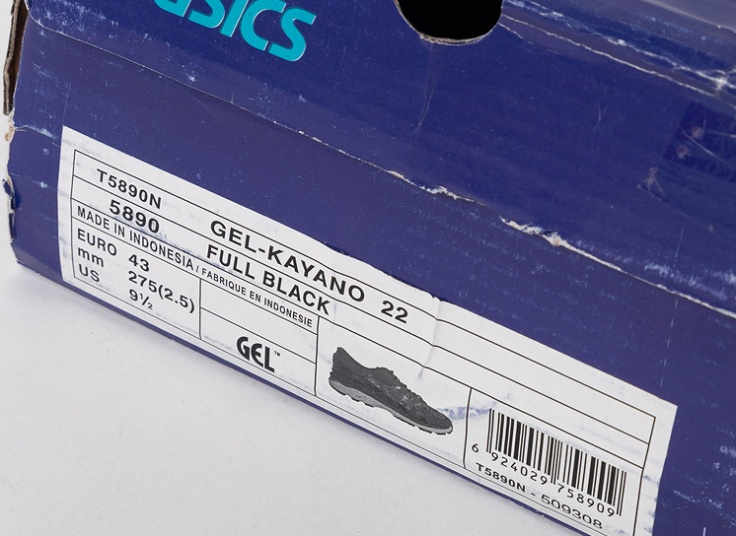 asics
T5890N
5890
GEL-KAYANO 22
FULL BLACK
MADE IN INDONESIA / FABRIQUE EN INDONESIE
EURO 43
mm 275(2.5)
US 9½
GEL™
6 924029 758909
T5890N - 509308